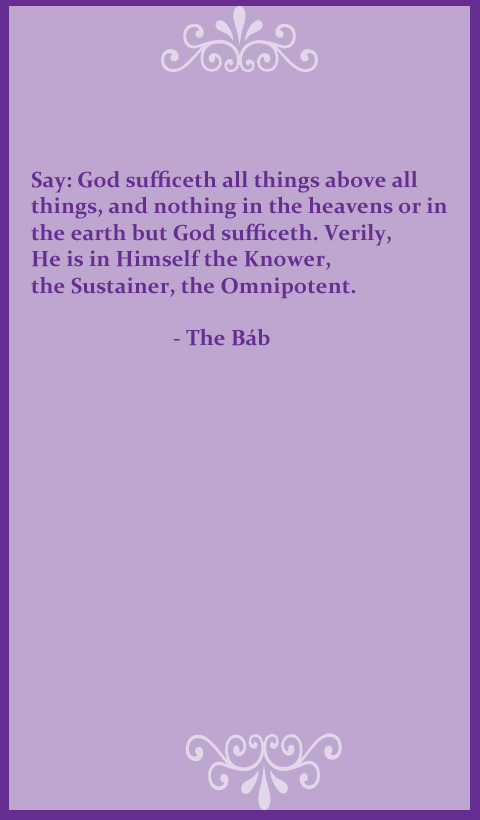 Say: God sufficeth all things above all
things, and nothing in the heavens or in
the earth but God sufficeth. Verily,
He is in Himself the Knower,
the Sustainer, the Omnipotent.
- The Báb